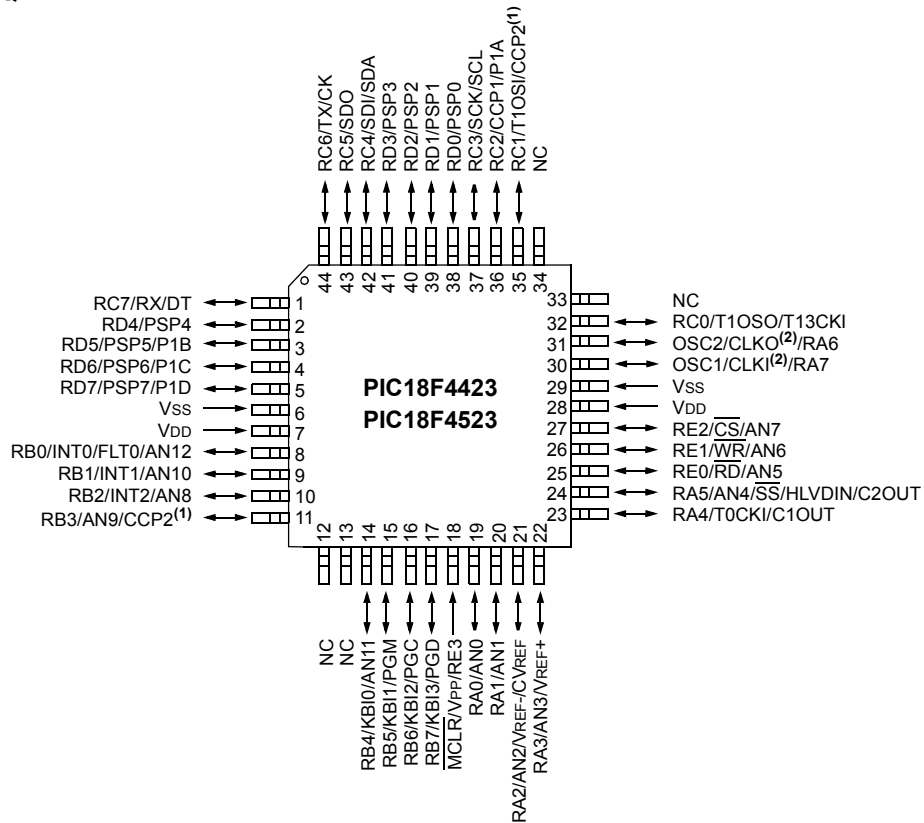 RC6/TX/CK
RC5/SDO
RC4/SDI/SDA
RD3/PSP3
RD2/PSP2
RD1/PSP1
RD0/PSP0
RC3/SCK/SCL
RC2/CCP1/P1A
RC1/T1OSI/CCP2(1)
NC
44
43
42
41
40
39
38
37
36
35
34
RC7/RX/DT 1
RD4/PSP4 2
RD5/PSP5/P1B 3
RD6/PSP6/P1C 4
RD7/PSP7/P1D 5
VSS 6
VDD 7
RB0/INT0/FLT0/AN12 8
RB1/INT1/AN10 9
RB2/INT2/AN8 10
RB3/AN9/CCP2(1) 11
PIC18F4423
PIC18F4523
33 NC
32 RC0/T1OSO/T13CKI
31 OSC2/CLKO(2)/RA6
30 OSC1/CLKI(2)/RA7
29 VSS
28 VDD
27 RE2/CS/AN7
26 RE1/WR/AN6
25 RE0/RD/AN5
24 RA5/AN4/SS/HLVDIN/C2OUT
23 RA4/T0CKI/C1OUT
12
13
14
15
16
17
18
19
20
21
22
NC
NC
RB4/KBI0/AN11
RB5/KBI1/PGM
RB6/KBI2/PGC
RB7/KBI3/PGD
MCLR/VPP/RE3
RA0/AN0
RA1/AN1
RA2/AN2/VREF-/CVREF
RA3/AN3/VREF+